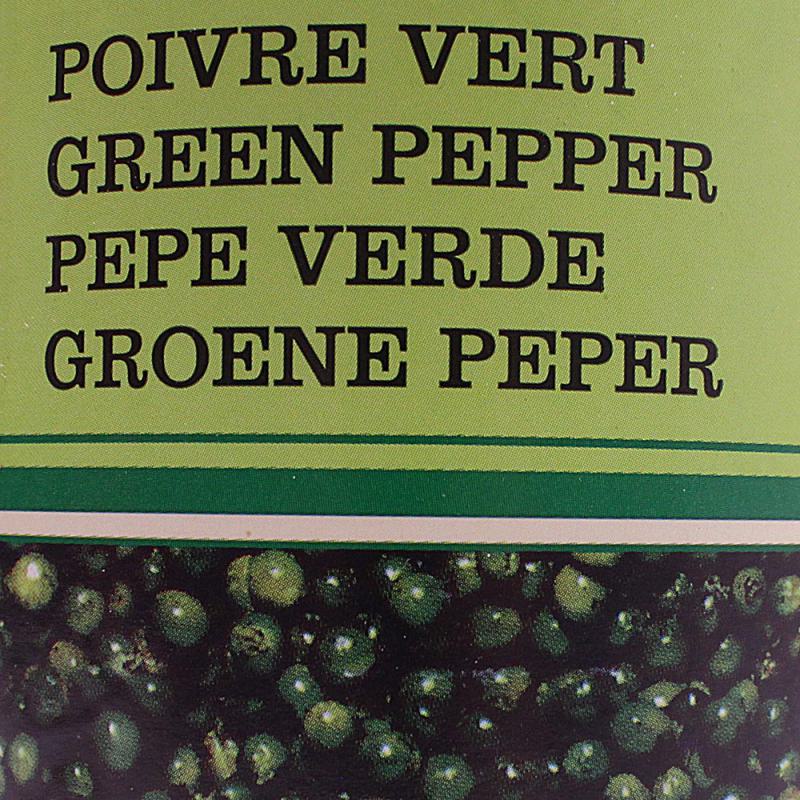 POIVRE VERT
GREEN PEPPER
PEPE VERDE
GROENE PEPER